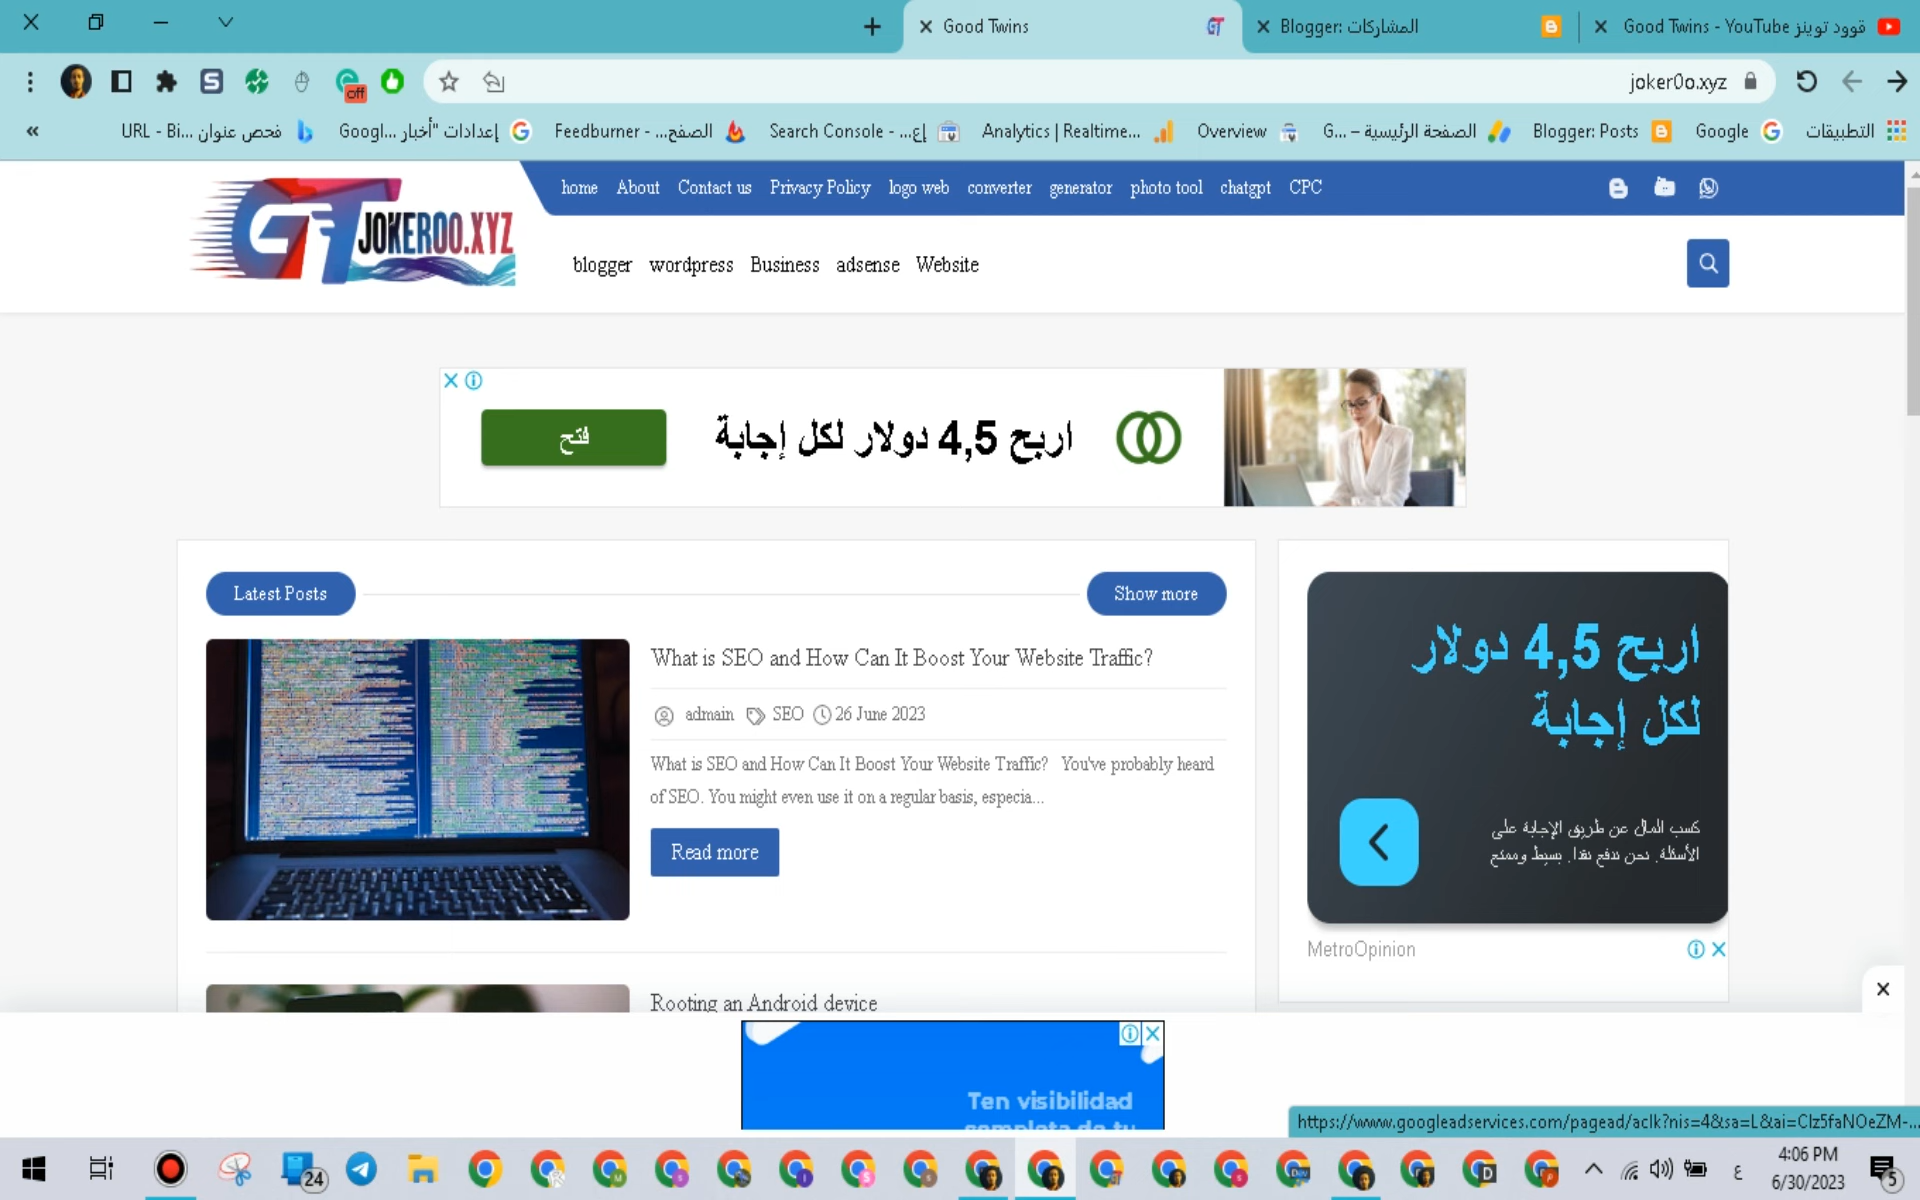 Good Twins
Blogger: المشاركات
Good Twins - YouTube قوود توينز
off
joker0o.xyz
URL - Bi... فحص عنوان
Googl... إعدادات "أخبار
Feedburner - ...الصفح
Search Console - ...إع
Analytics | Realtime...
Overview
G... – الصفحة الرئيسية
Blogger: Posts
Google
التطبيقات
JOKEROO.XYZ
home About Contact us Privacy Policy logo web converter generator photo tool chatgpt CPC
blogger wordpress Business adsense Website
فتح
اربح 4,5 دولار لكل إجابة
Latest Posts
Show more
What is SEO and How Can It Boost Your Website Traffic?
admain SEO 26 June 2023
What is SEO and How Can It Boost Your Website Traffic? You've probably heard
of SEO. You might even use it on a regular basis, especia...
Read more
اربح 4,5 دولار
لكل إجابة
كسب المال عن طريق الإجابة على
الأسئلة. نحن ندفع نقدا. بسيط وممتع
MetroOpinion
Rooting an Android device
Ten visibilidad
completa de tu
https://www.googleadservices.com/pagead/aclk?nis=4&sa=L&ai=CIz5faNOeZM-...
24
ع
4:06 PM
6/30/2023
5